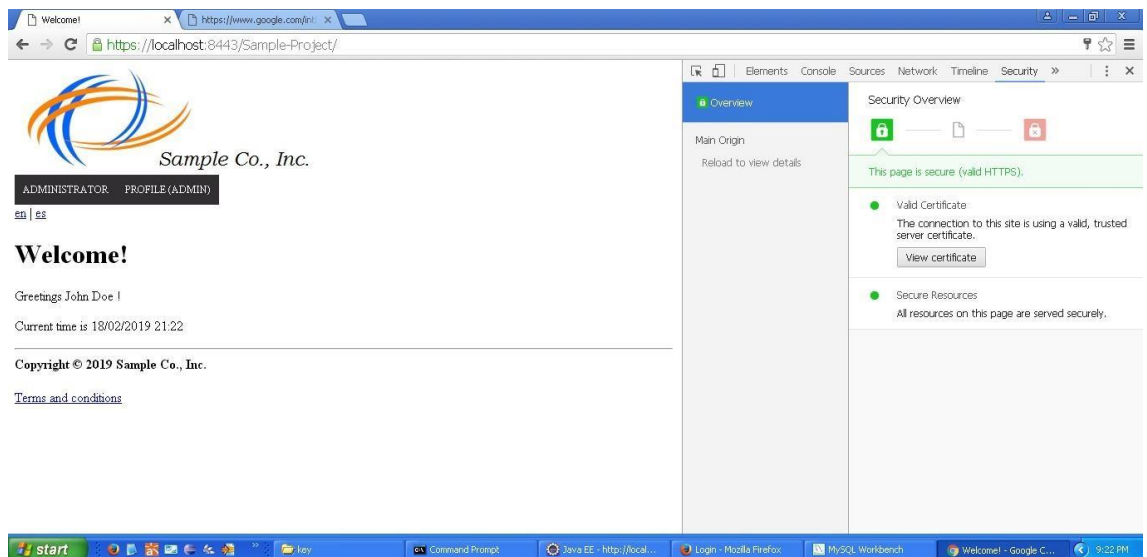 Welcome!
https://www.google.com/int
https://localhost:8443/Sample-Project/
Sample Co., Inc.
ADMINISTRATOR PROFILE (ADMIN)
en | es
Welcome!
Greetings John Doe !
Current time is 18/02/2019 21:22
Copyright © 2019 Sample Co., Inc.
Terms and conditions
Elements Console Sources Network Timeline Security »
Overview
Main Origin
Reload to view details
Security Overview
This page is secure (valid HTTPS).
Valid Certificate
The connection to this site is using a valid, trusted
server certificate.
View certificate
Secure Resources
All resources on this page are served securely.
start
key
Command Prompt
Java EE - http://local...
Login - Mozilla Firefox
MySQL Workbench
Welcome! - Google C...
9:22 PM